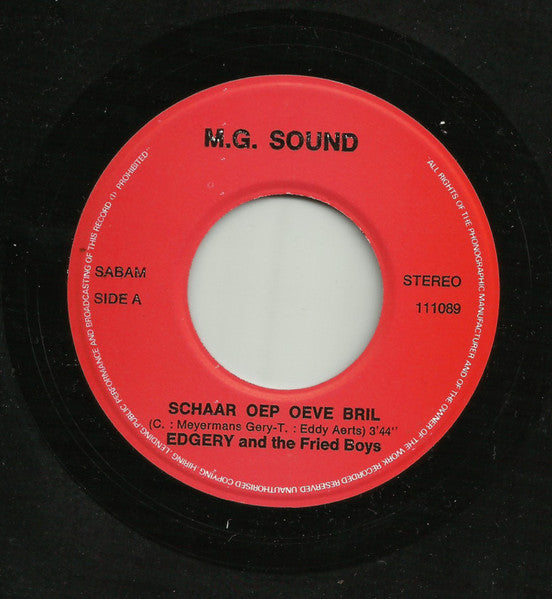 M.G. SOUND
SABAM
SIDE A
STEREO
111089
SCHAAR OEP OEVE BRIL
(C. : Meyermans Gery-T. : Eddy Aerts) 3'44"
EDGERY and the Fried Boys
ALL RIGHTS OF THE PHONOGRAPHIC MANUFACTURER AND OF THE OWNER OF THE WORK RECORDED RESERVED UNAUTHORISED COPYING. HIRING, LENDING, PUBLIC PERFORMANCE AND BROADCASTING OF THIS RECORD PROHIBITED